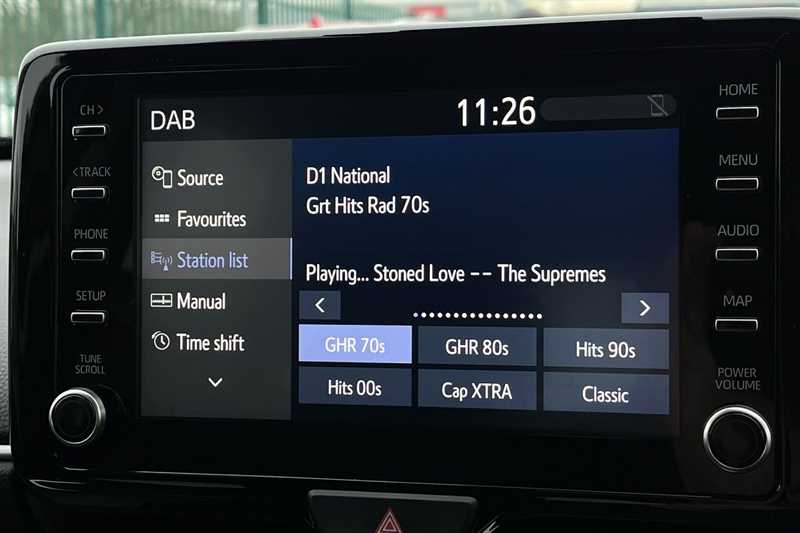 CH >
< TRACK
PHONE
SETUP
TUNE
SCROLL
DAB
11:26
Source
Favourites
Station list
Manual
Time shift
D1 National
Grt Hits Rad 70s
Playing... Stoned Love -- The Supremes
< >
GHR 70s GHR 80s Hits 90s
Hits 00s Cap XTRA Classic
HOME
MENU
AUDIO
MAP
POWER
VOLUME